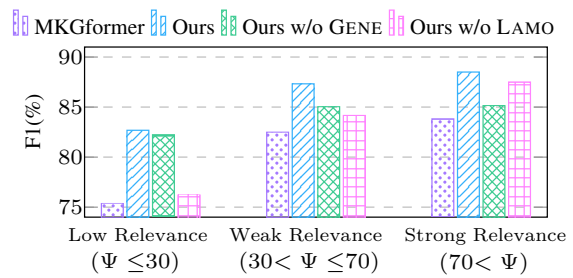 MKGformer Ours Ours w/o GENE Ours w/o LAMO
F1(%)
90
85
80
75
Low Relevance Weak Relevance Strong Relevance
(Ψ ≤30) (30< Ψ ≤70) (70< Ψ)